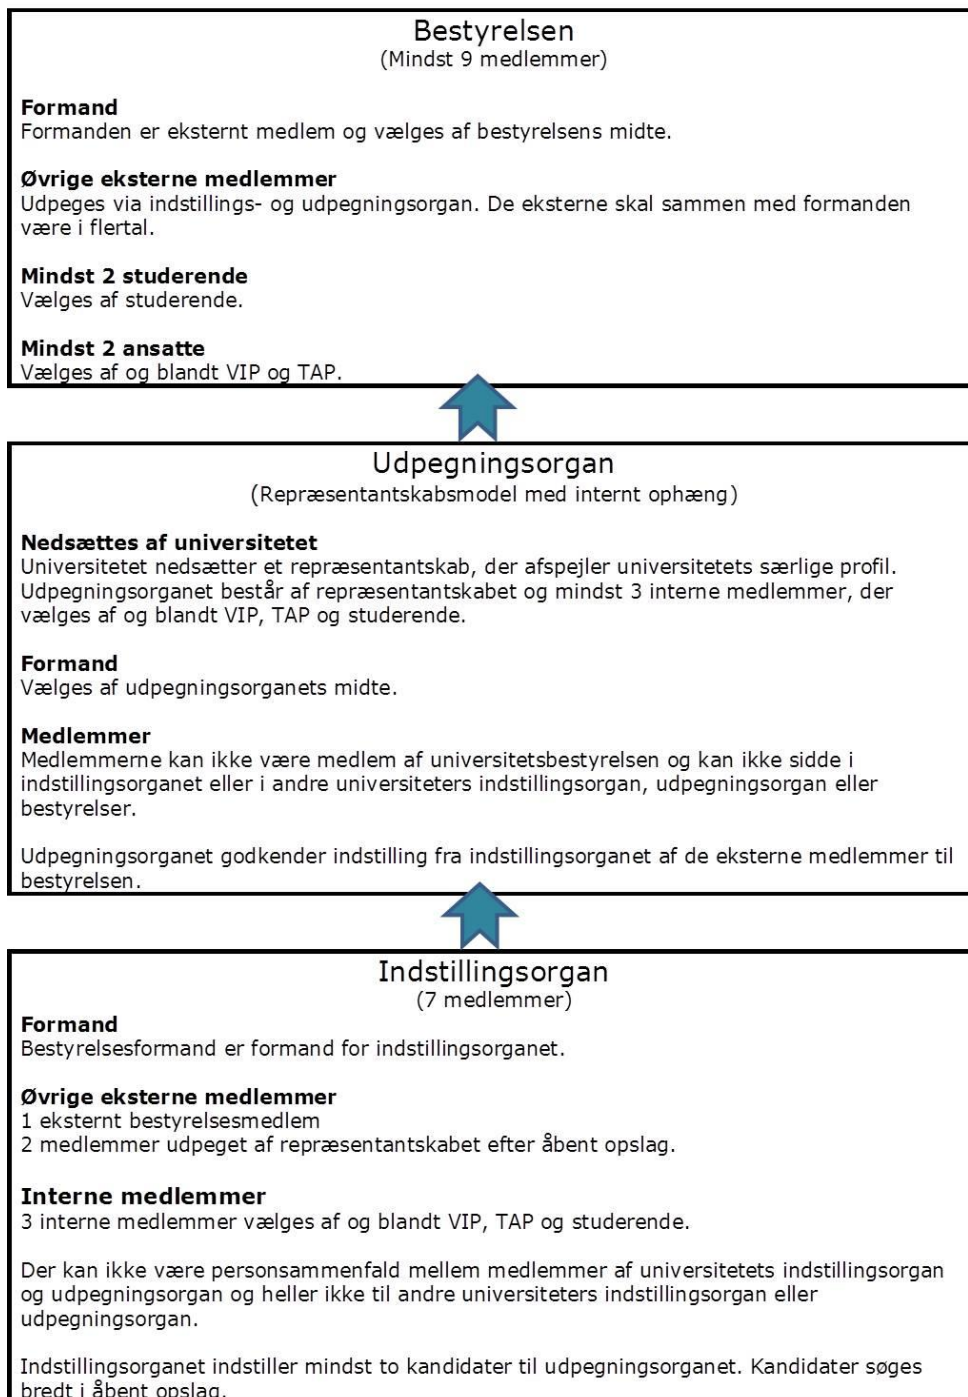 Bestyrelsen
(Mindst 9 medlemmer)
Formand
Formanden er eksternt medlem og vælges af bestyrelsens midte.
Øvrige eksterne medlemmer
Udpeges via indstillings- og udpegningsorgan. De eksterne skal sammen med formanden
være i flertal.
Mindst 2 studerende
Vælges af studerende.
Mindst 2 ansatte
Vælges af og blandt VIP og TAP.
Udpegningsorgan
(Repræsentantskabsmodel med internt ophæng)
Nedsættes af universitetet
Universitetet nedsætter et repræsentantskab, der afspejler universitetets særlige profil.
Udpegningsorganet består af repræsentantskabet og mindst 3 interne medlemmer, der
vælges af og blandt VIP, TAP og studerende.
Formand
Vælges af udpegningsorganets midte.
Medlemmer
Medlemmerne kan ikke være medlem af universitetsbestyrelsen og kan ikke sidde i
indstillingsorganet eller i andre universiteters indstillingsorgan, udpegningsorgan eller
bestyrelser.
Udpegningsorganet godkender indstilling fra indstillingsorganet af de eksterne medlemmer til
bestyrelsen.
Indstillingsorgan
(7 medlemmer)
Formand
Bestyrelsesformand er formand for indstillingsorganet.
Øvrige eksterne medlemmer
1 eksternt bestyrelsesmedlem
2 medlemmer udpeget af repræsentantskabet efter åbent opslag.
Interne medlemmer
3 interne medlemmer vælges af og blandt VIP, TAP og studerende.
Der kan ikke være personsammenfald mellem medlemmer af universitetets indstillingsorgan
og udpegningsorgan og heller ikke til andre universiteters indstillingsorgan eller
udpegningsorgan.
Indstillingsorganet indstiller mindst to kandidater til udpegningsorganet. Kandidater søges
bredt i åbent opslag.